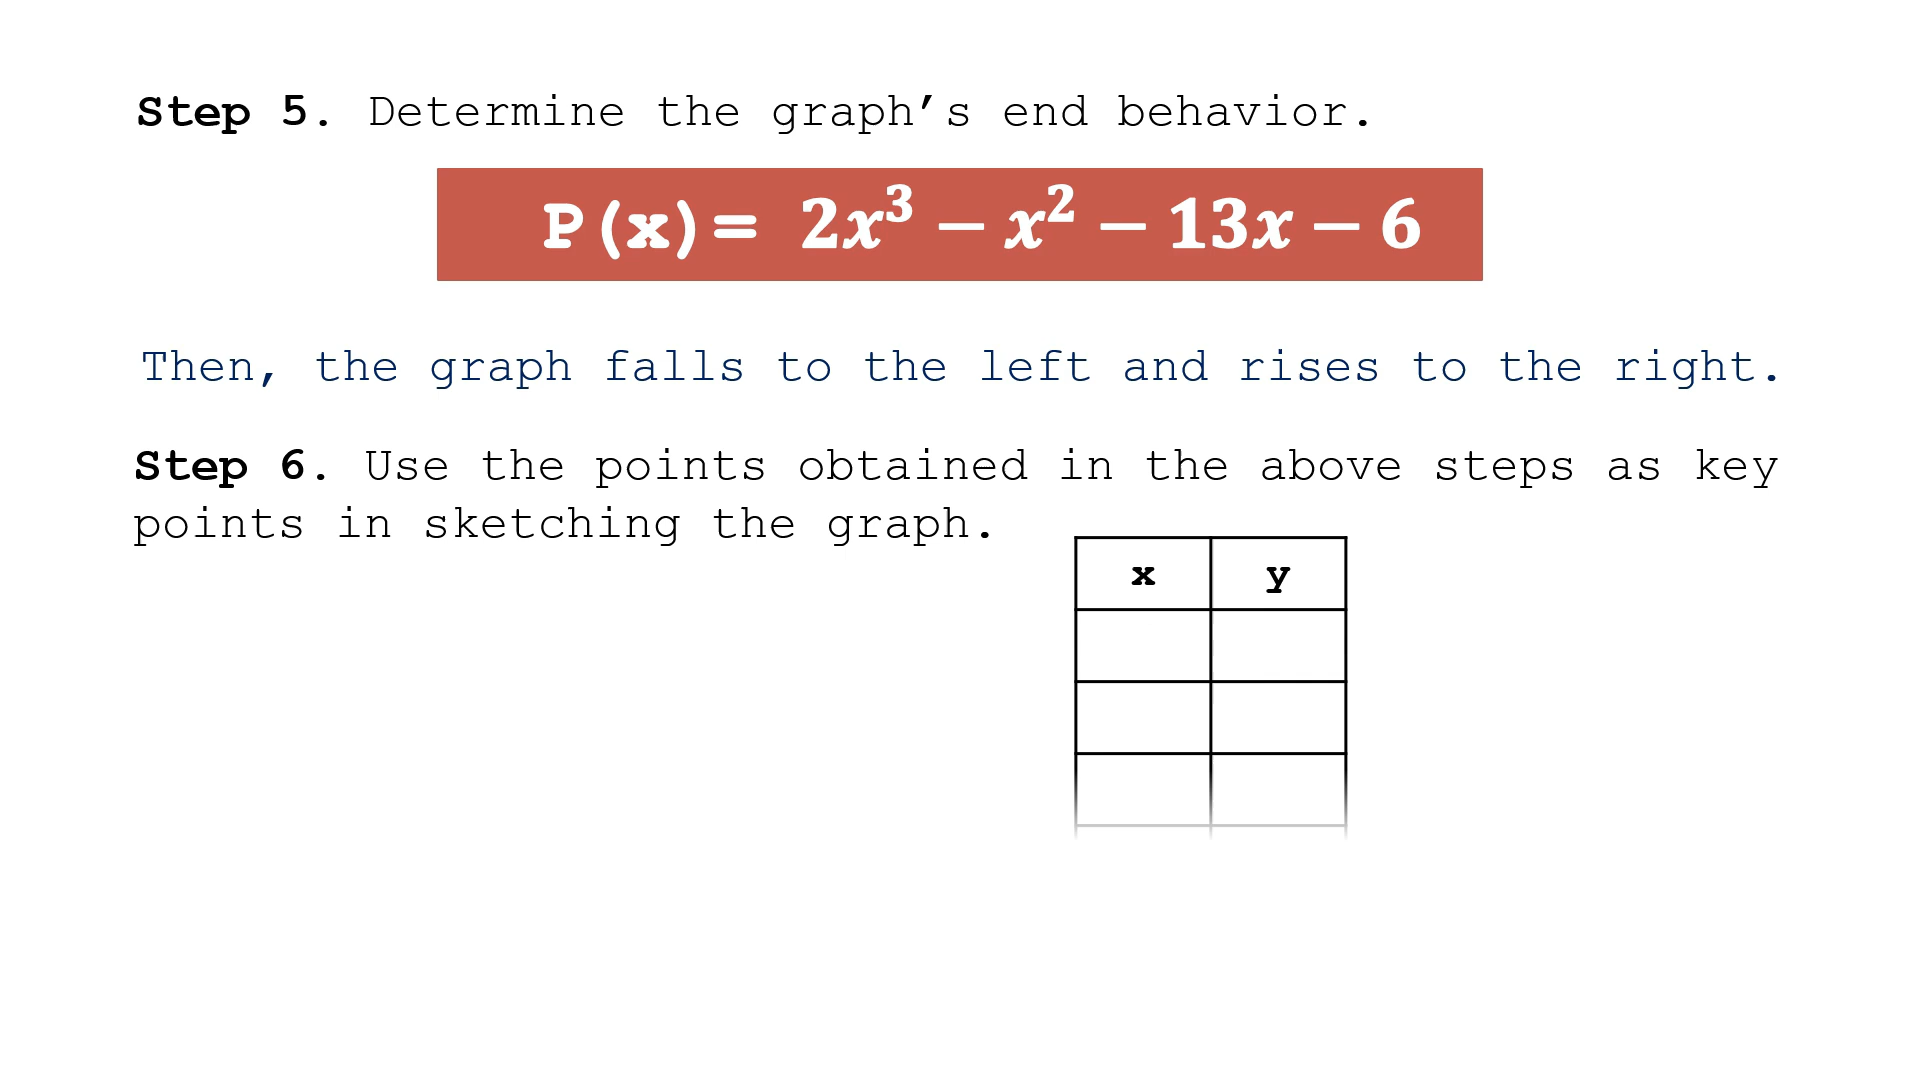 Step 5. Determine the graph’s end behavior.
P(x)= 2x³ − x² − 13x − 6
Then, the graph falls to the left and rises to the right.
Step 6. Use the points obtained in the above steps as key
points in sketching the graph.
x y